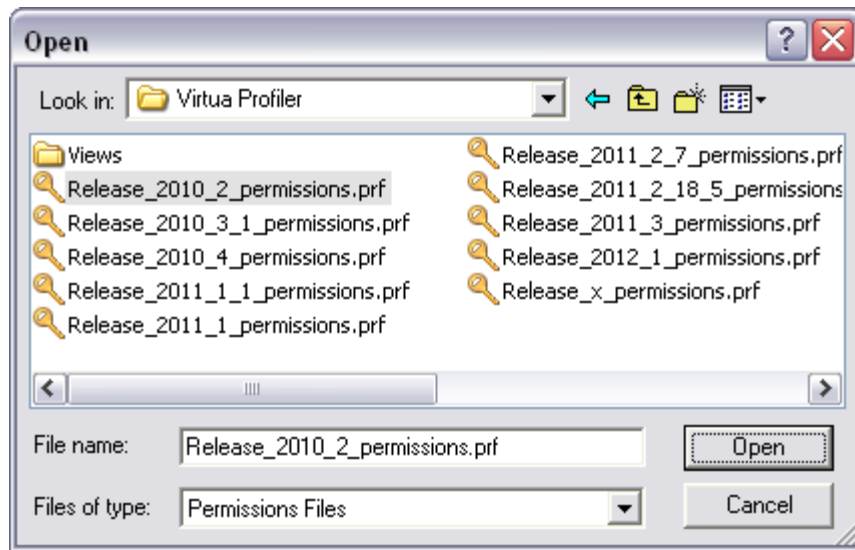 Open
Look in: Virtua Profiler
Views
Release_2010_2_permissions.prf
Release_2010_3_1_permissions.prf
Release_2010_4_permissions.prf
Release_2011_1_1_permissions.prf
Release_2011_1_permissions.prf
Release_2011_2_7_permissions.prf
Release_2011_2_18_5_permissions
Release_2011_3_permissions.prf
Release_2012_1_permissions.prf
Release_x_permissions.prf
File name: Release_2010_2_permissions.prf Open
Files of type: Permissions Files Cancel